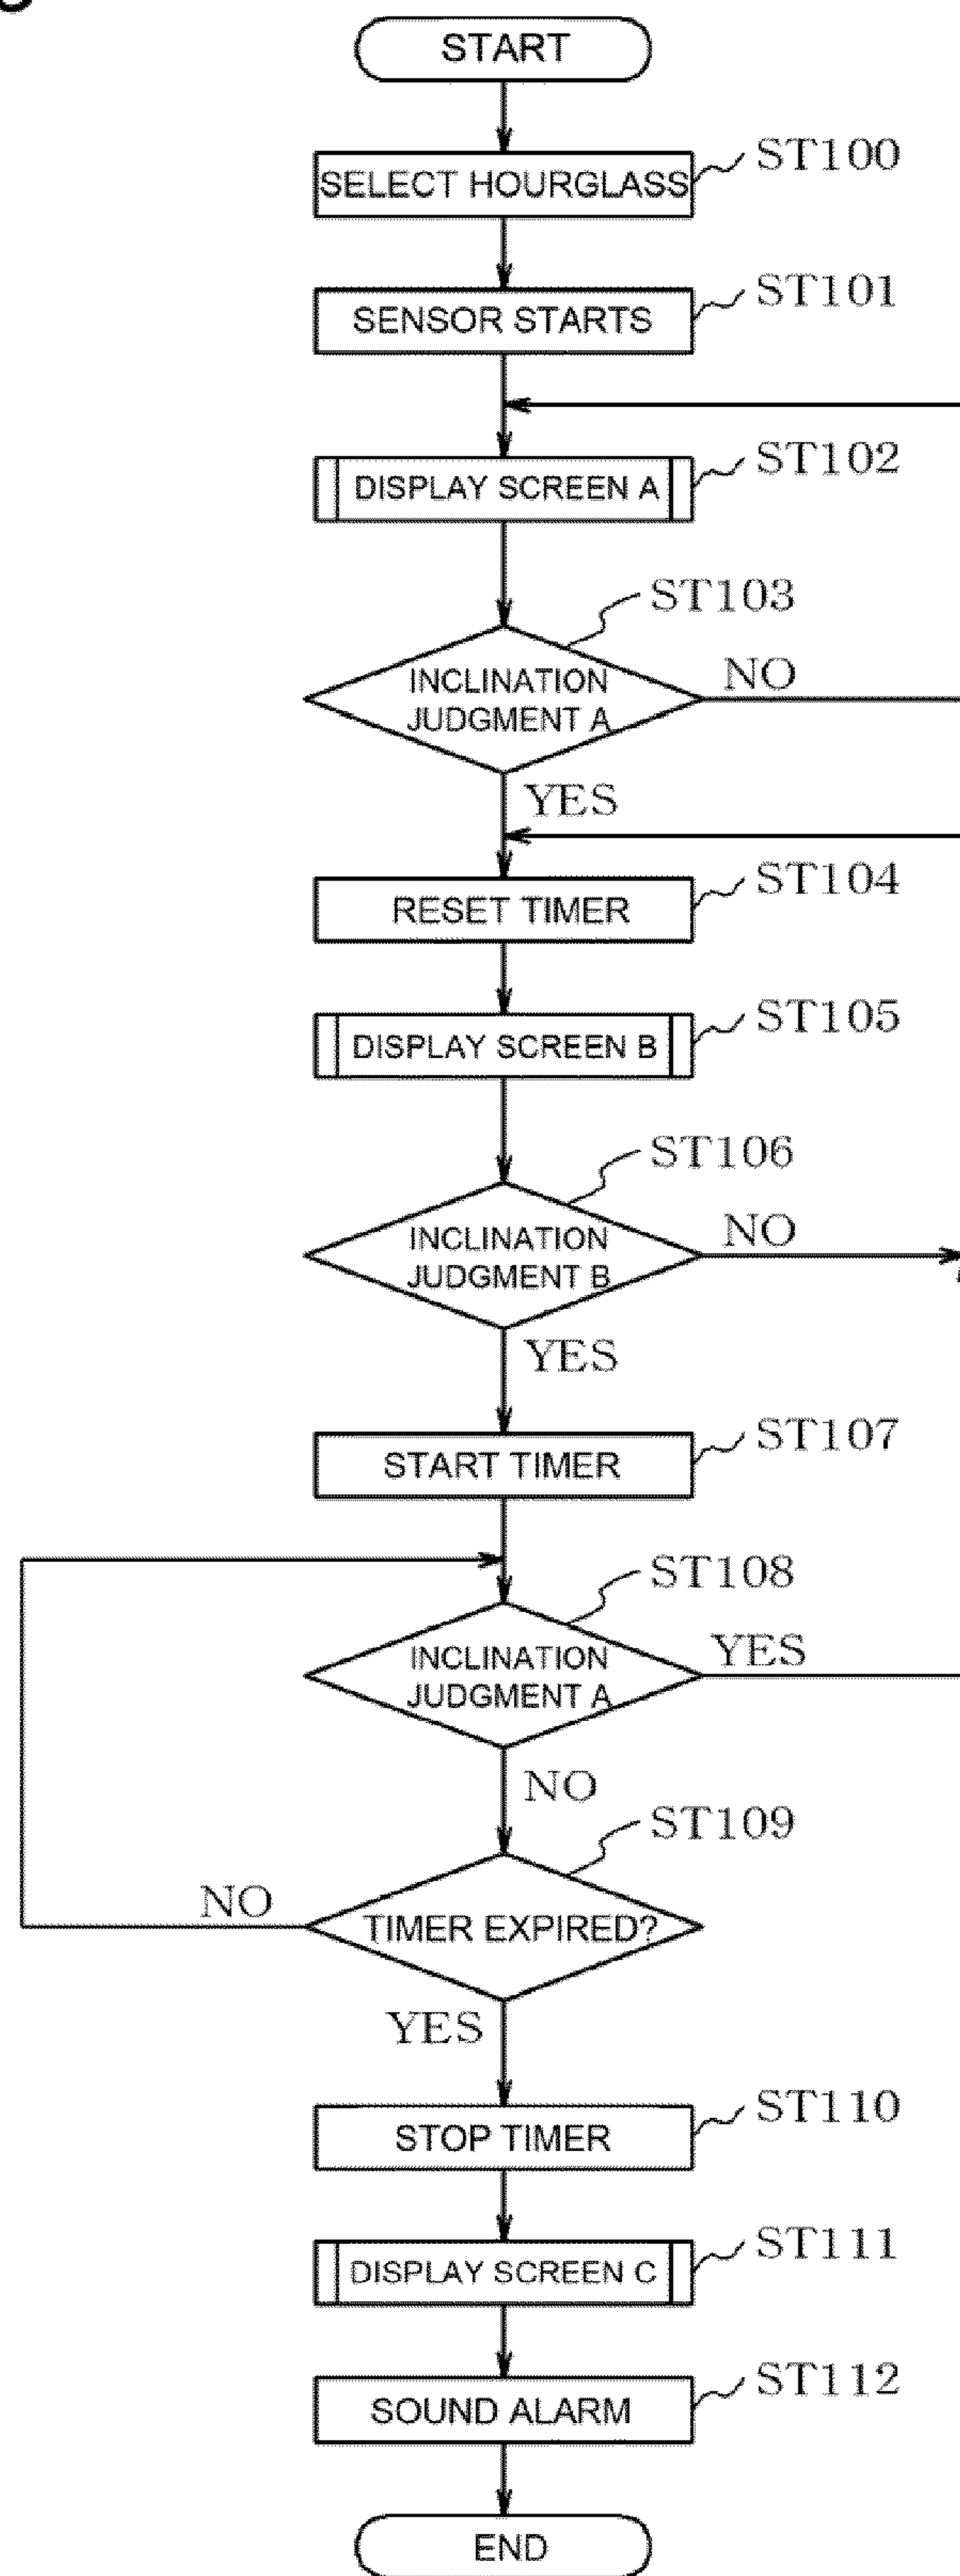 START
SELECT HOURGLASS
ST100
SENSOR STARTS
ST101
DISPLAY SCREEN A
ST102
ST103
INCLINATION
JUDGMENT A
NO
YES
RESET TIMER
ST104
DISPLAY SCREEN B
ST105
ST106
INCLINATION
JUDGMENT B
NO
YES
START TIMER
ST107
ST108
INCLINATION
JUDGMENT A
YES
NO
ST109
TIMER EXPIRED?
NO
YES
STOP TIMER
ST110
DISPLAY SCREEN C
ST111
SOUND ALARM
ST112
END